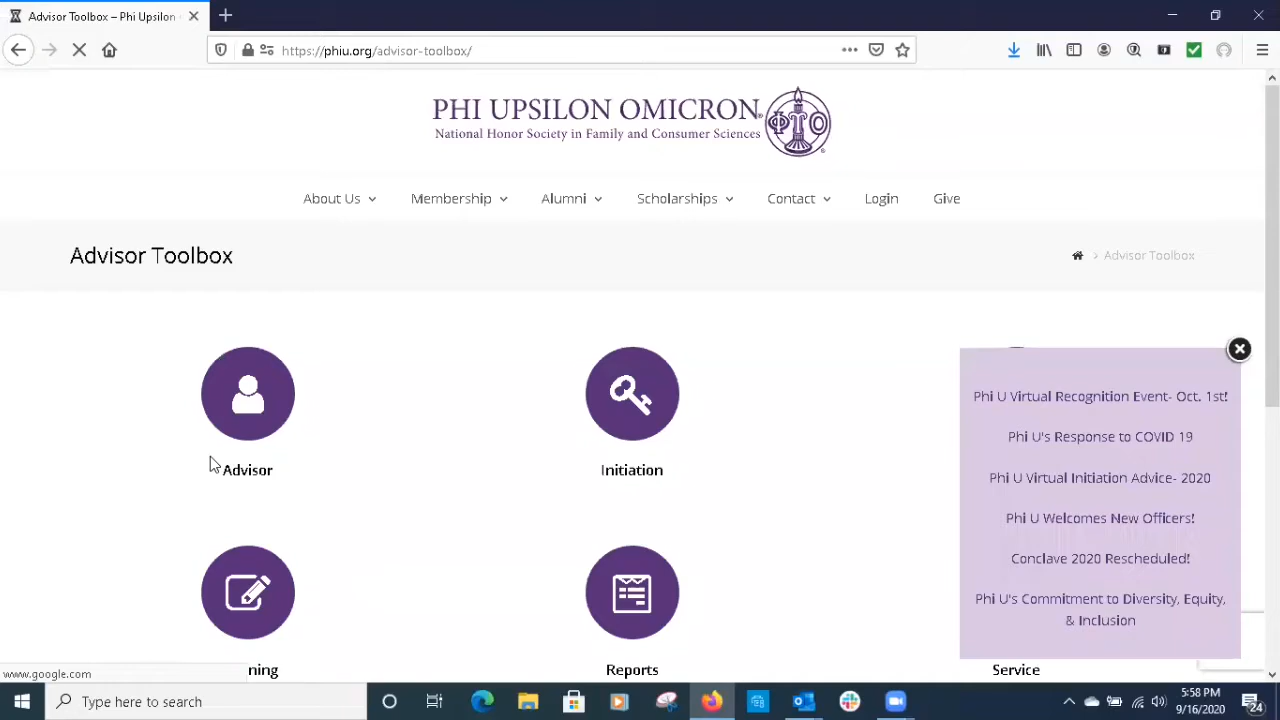 Advisor Toolbox – Phi Upsilon
https://phiu.org/advisor-toolbox/
PHI UPSILON OMICRON®
National Honor Society in Family and Consumer Sciences
About Us
Membership
Alumni
Scholarships
Contact
Login
Give
Advisor Toolbox
Advisor Toolbox
Phi U Virtual Recognition Event- Oct. 1st!
Phi U's Response to COVID 19
Phi U Virtual Initiation Advice- 2020
Phi U Welcomes New Officers!
Conclave 2020 Rescheduled!
Phi U's Commitment to Diversity, Equity,
& Inclusion
Advisor
Initiation
www.google.com
ning
Reports
Service
Type here to search
5:58 PM
9/16/2020
24